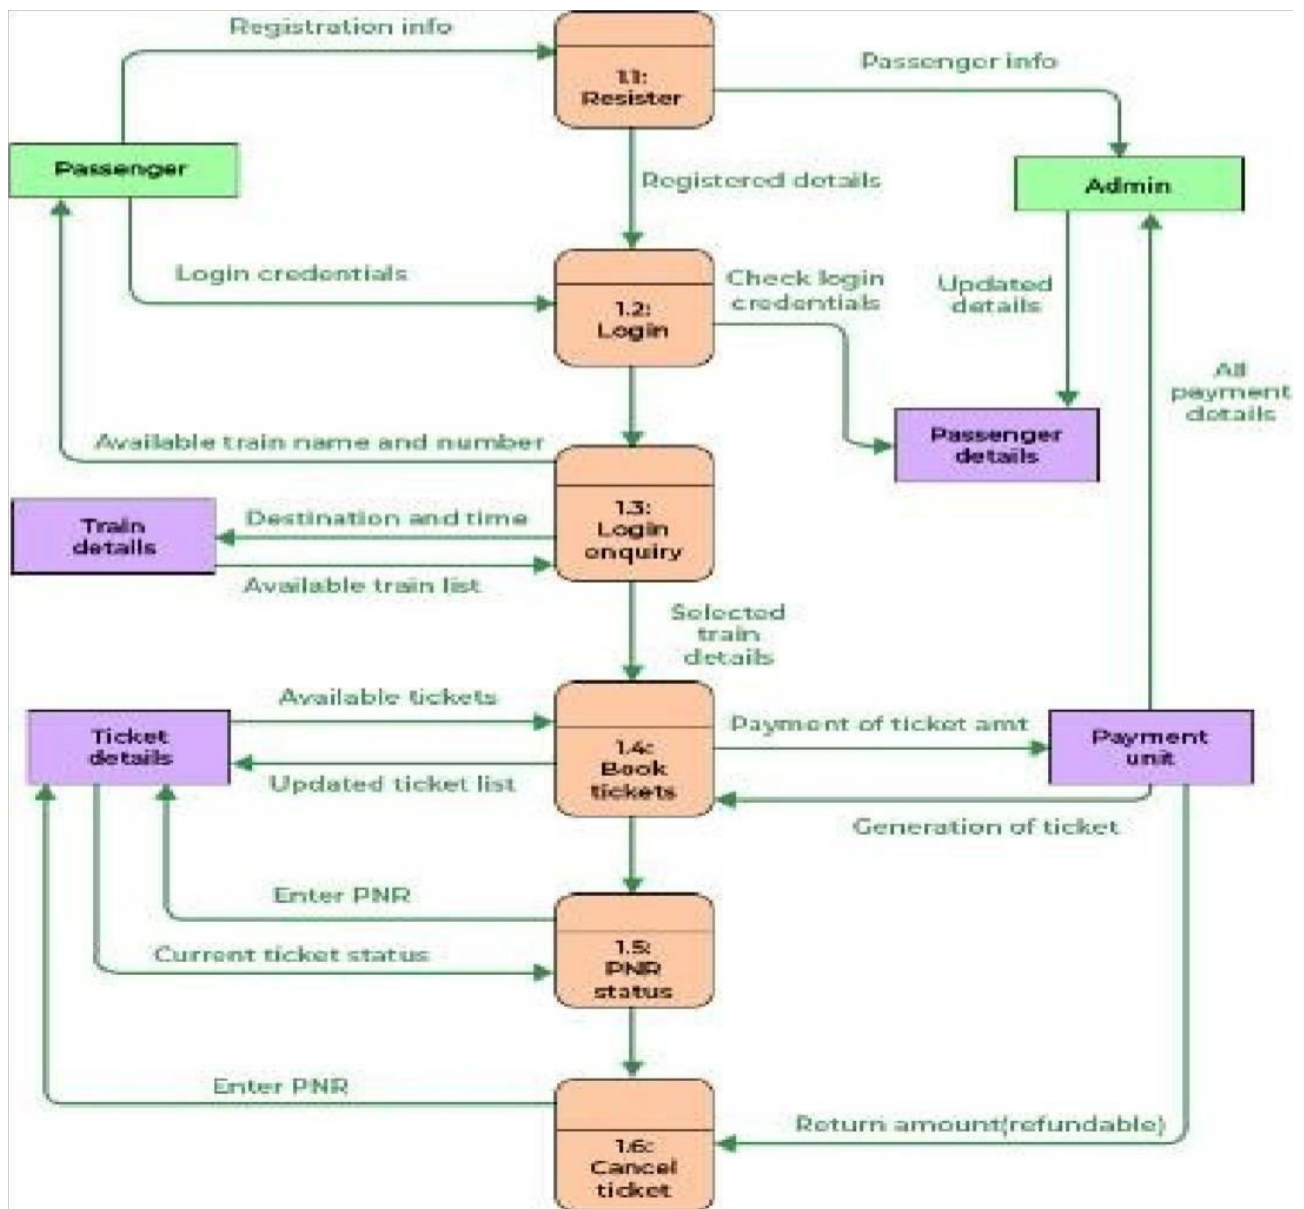 Registration info
1.1:
Resister
Passenger info
Passenger
Admin
Registered details
Login credentials
1.2:
Login
Check login
credentials
Updated
details
All
payment
details
Available train name and number
Passenger
details
1.3:
Login
onquiry
Train
details
Destination and time
Available train list
Selected
train
details
Available tickets
Ticket
details
Updated ticket list
1.4:
Book
tickets
Payment of ticket amt
Payment
unit
Generation of ticket
Enter PNR
Current ticket status
1.5:
PNR
status
Enter PNR
Return amount(refundable)
1.6:
Cancel
ticket